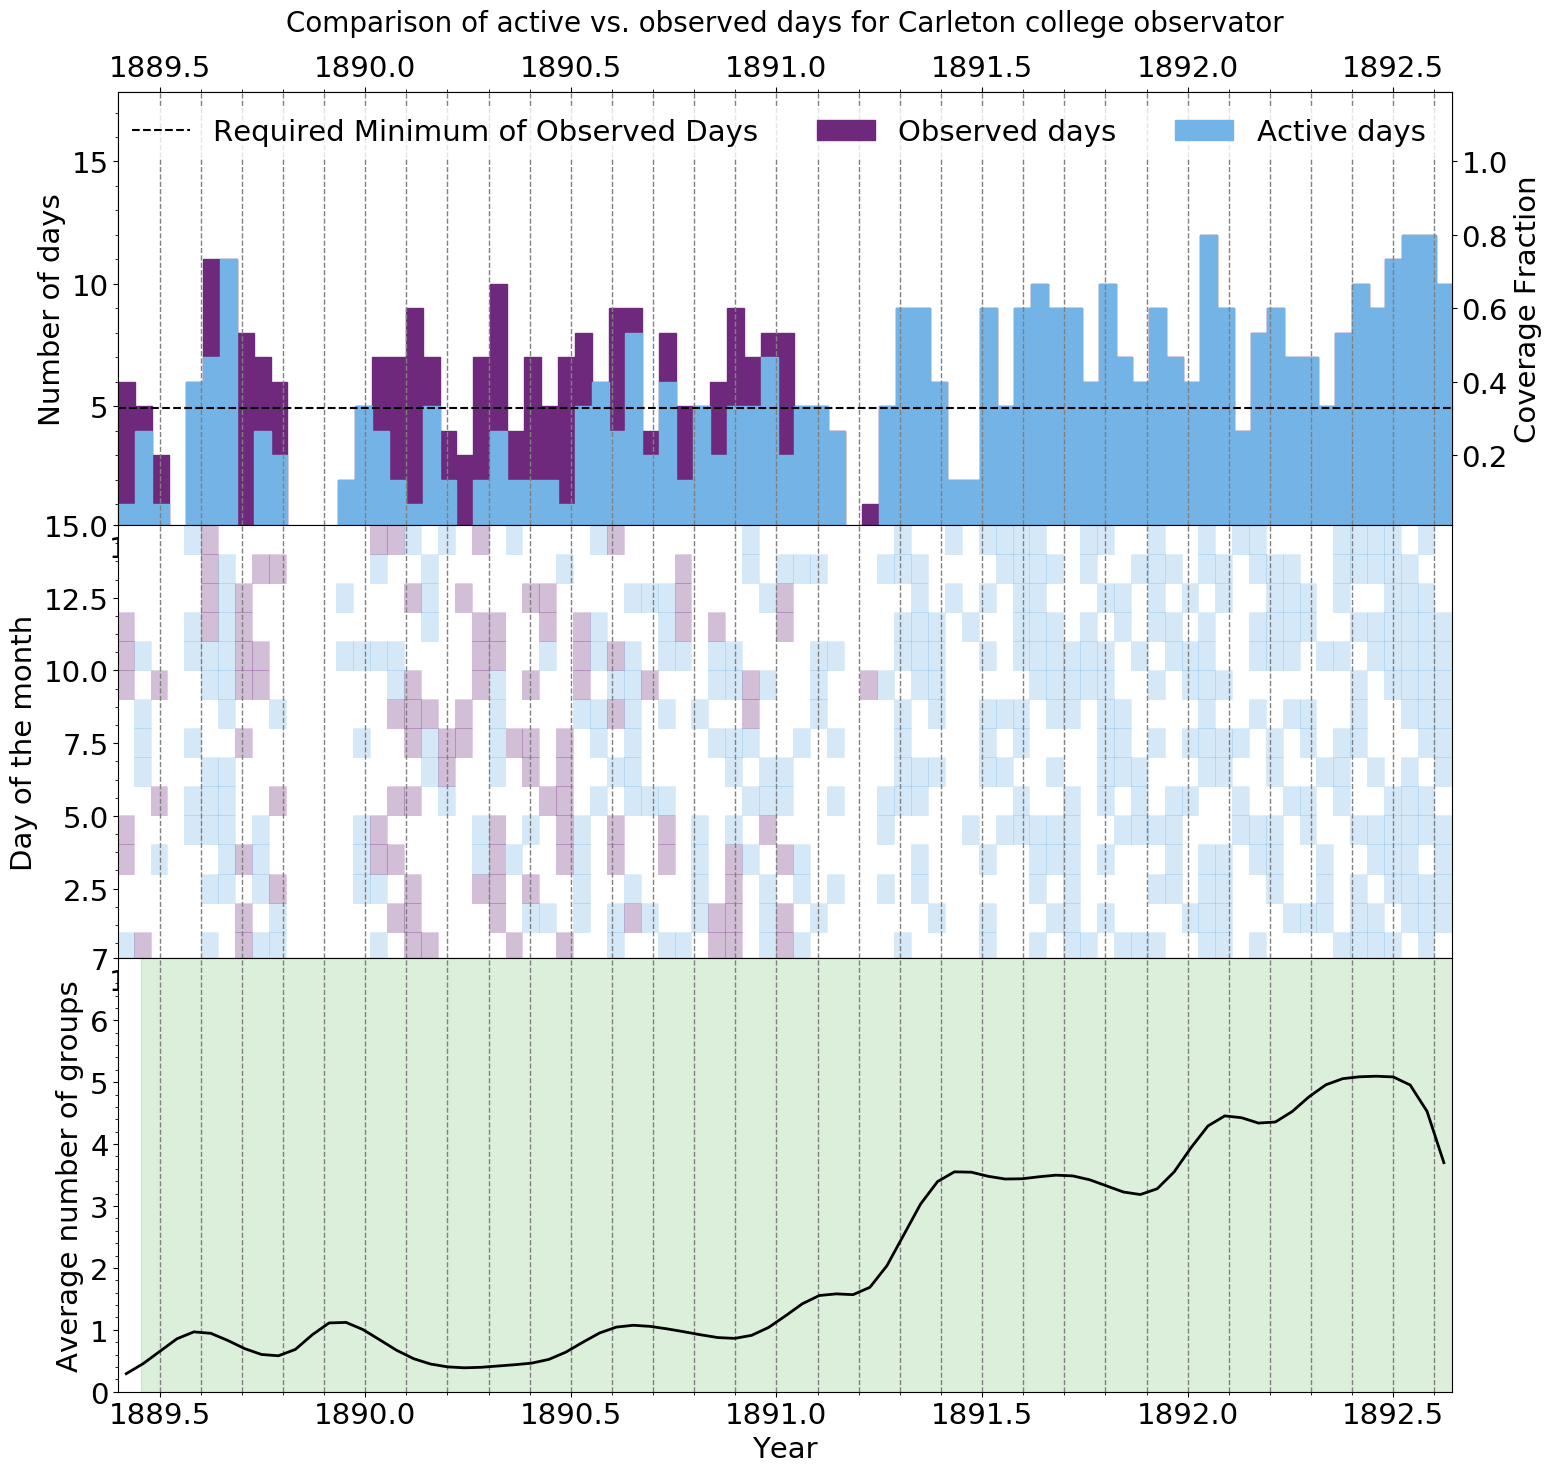 Comparison of active vs. observed days for Carleton college observator
1889.5 1890.0 1890.5 1891.0 1891.5 1892.0 1892.5
Required Minimum of Observed Days Observed days Active days
Number of days
15
10
5
Coverage Fraction
1.0
0.8
0.6
0.4
0.2
Day of the month
15.0
12.5
10.0
7.5
5.0
2.5
Average number of groups
7
6
5
4
3
2
1
0
1889.5 1890.0 1890.5 1891.0 1891.5 1892.0 1892.5
Year